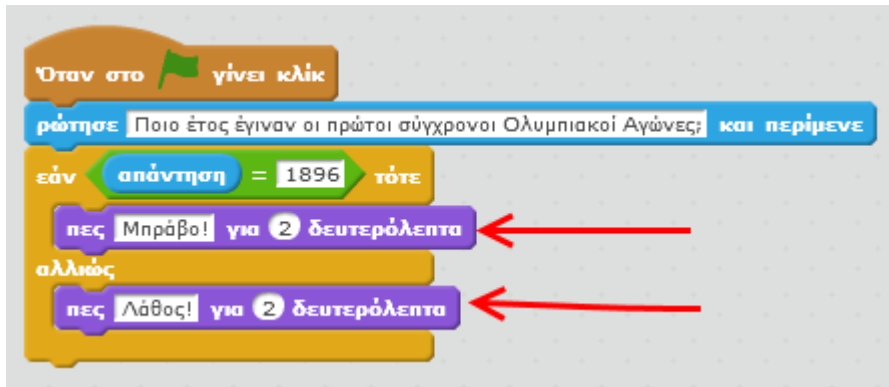 Όταν στο γίνει κλίκ
ρώτησε Ποιο έτος έγιναν οι πρώτοι σύγχρονοι Ολυμπιακοί Αγώνες; και περίμενε
εάν απάντηση = 1896 τότε
πες Μπράβο! για 2 δευτερόλεπτα
αλλιώς
πες Λάθος! για 2 δευτερόλεπτα